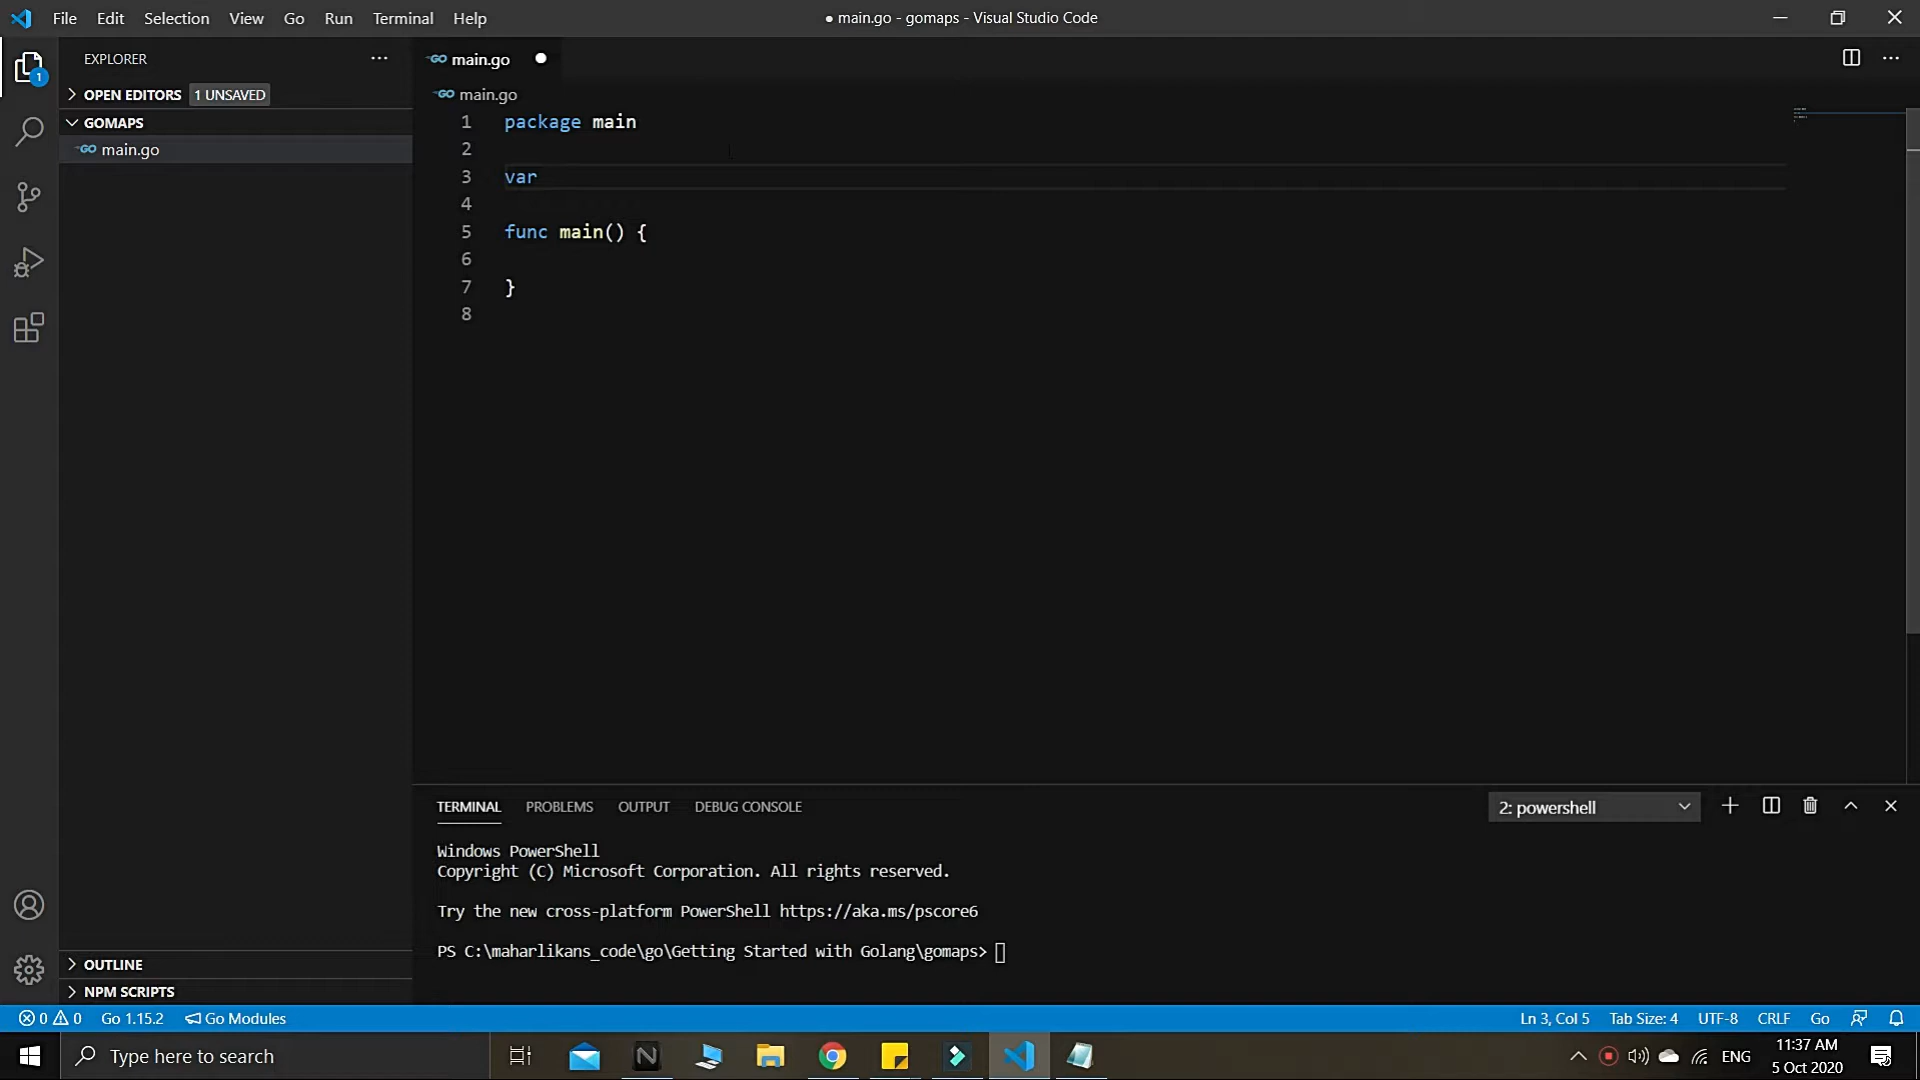 File Edit Selection View Go Run Terminal Help
● main.go - gomaps - Visual Studio Code
EXPLORER
OPEN EDITORS 1 UNSAVED
GOMAPS
main.go
1
main.go
main.go
1 package main
2
3 var
4
5 func main() {
6
7 }
8
OUTLINE
NPM SCRIPTS
TERMINAL PROBLEMS OUTPUT DEBUG CONSOLE
2: powershell
Windows PowerShell
Copyright (C) Microsoft Corporation. All rights reserved.
Try the new cross-platform PowerShell https://aka.ms/pscore6
PS C:\maharlikans_code\go\Getting Started with Golang\gomaps>
0 0 Go 1.15.2 Go Modules
Ln 3, Col 5 Tab Size: 4 UTF-8 CRLF Go
Type here to search
ENG
11:37 AM
5 Oct 2020